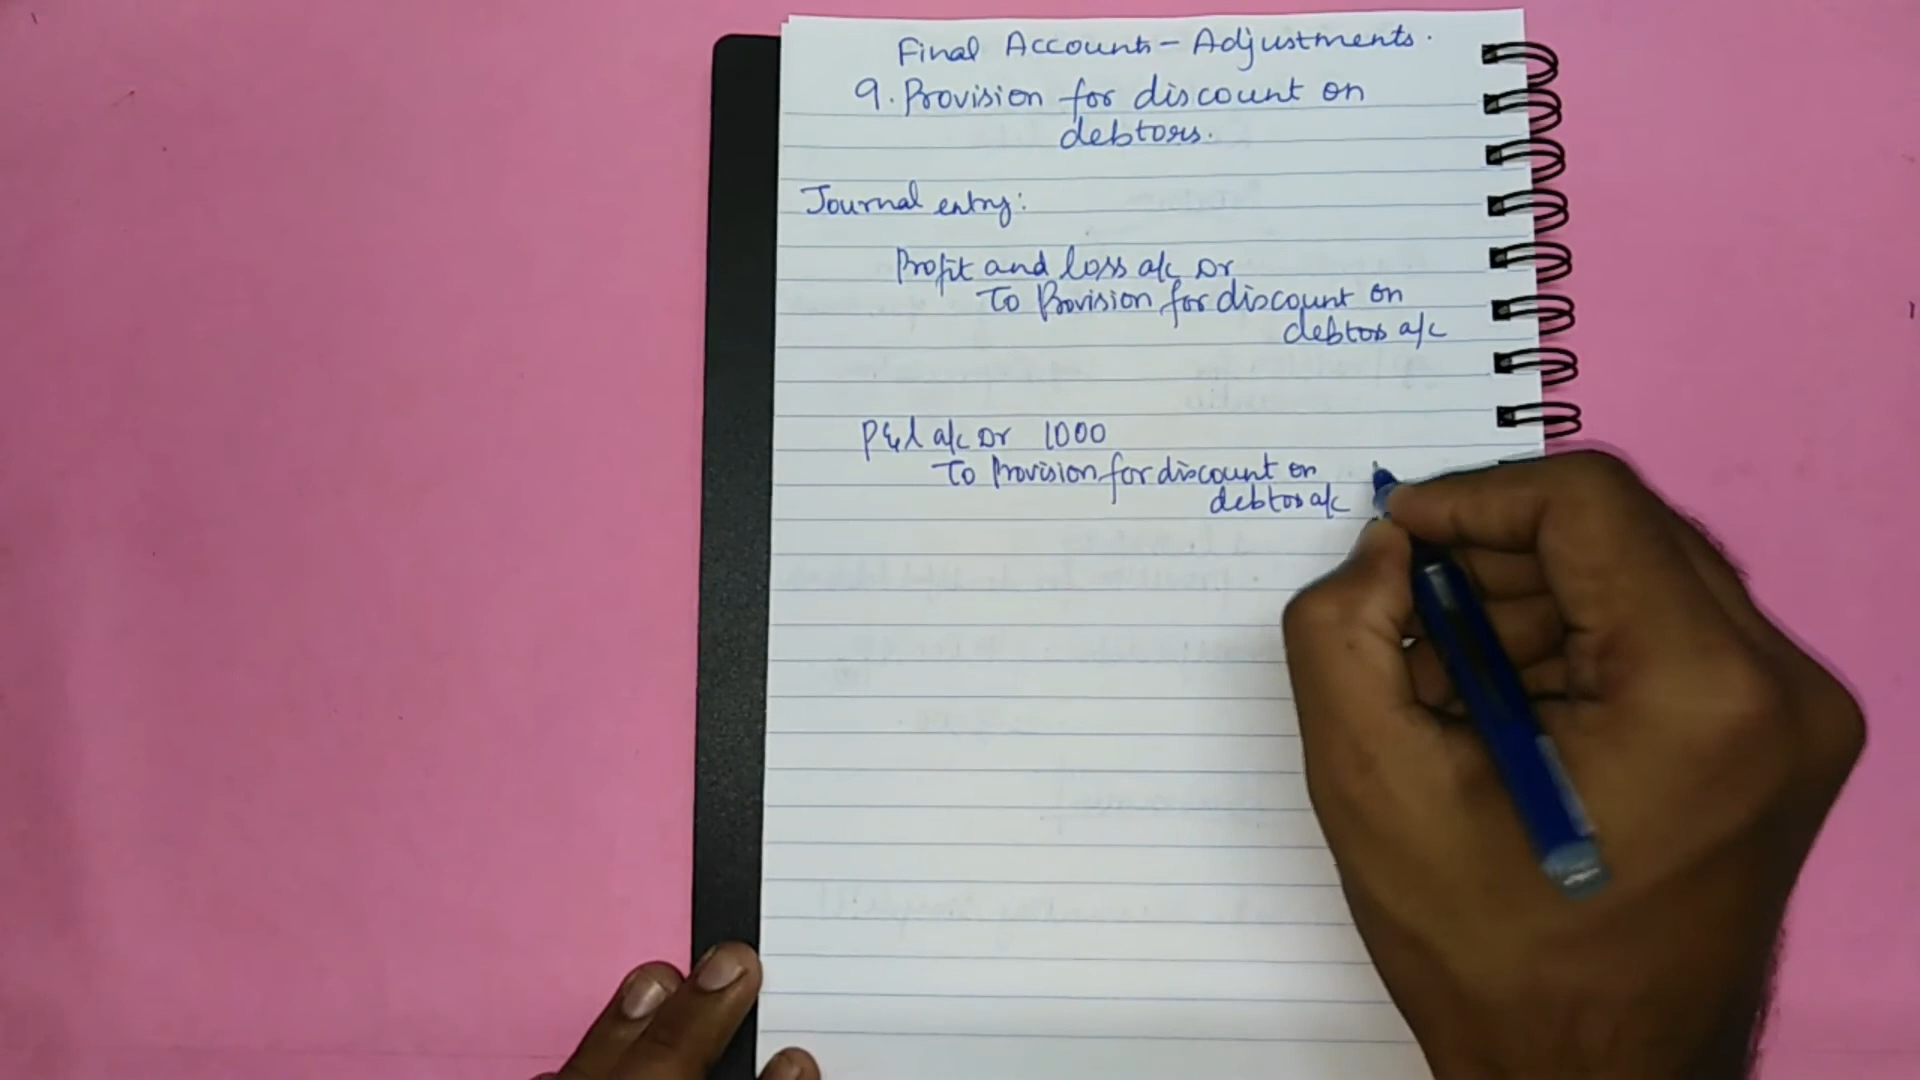 Final Accounts - Adjustments.
9. Provision for discount on
debtors.
Journal entry:
Profit and loss a/c Dr
To Provision for discount on
debtors a/c
P&L a/c Dr 1000
To Provision for discount on
debtors a/c